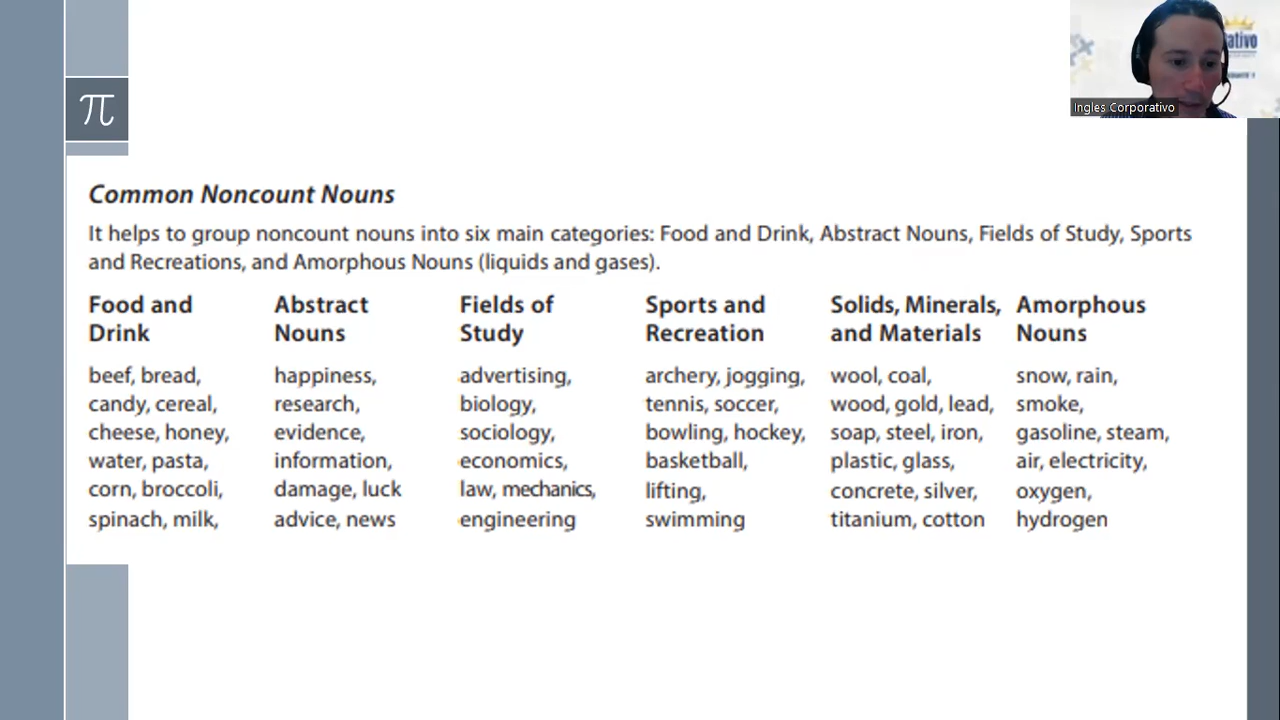 π
ativo
Ingles Corporativo
Common Noncount Nouns
It helps to group noncount nouns into six main categories: Food and Drink, Abstract Nouns, Fields of Study, Sports
and Recreations, and Amorphous Nouns (liquids and gases).
Food and
Drink
beef, bread,
candy, cereal,
cheese, honey,
water, pasta,
corn, broccoli,
spinach, milk,
Abstract
Nouns
happiness,
research,
evidence,
information,
damage, luck
advice, news
Fields of
Study
advertising,
biology,
sociology,
economics,
law, mechanics,
engineering
Sports and
Recreation
archery, jogging,
tennis, soccer,
bowling, hockey,
basketball,
lifting,
swimming
Solids, Minerals,
and Materials
wool, coal,
wood, gold, lead,
soap, steel, iron,
plastic, glass,
concrete, silver,
titanium, cotton
Amorphous
Nouns
snow, rain,
smoke,
gasoline, steam,
air, electricity,
oxygen,
hydrogen